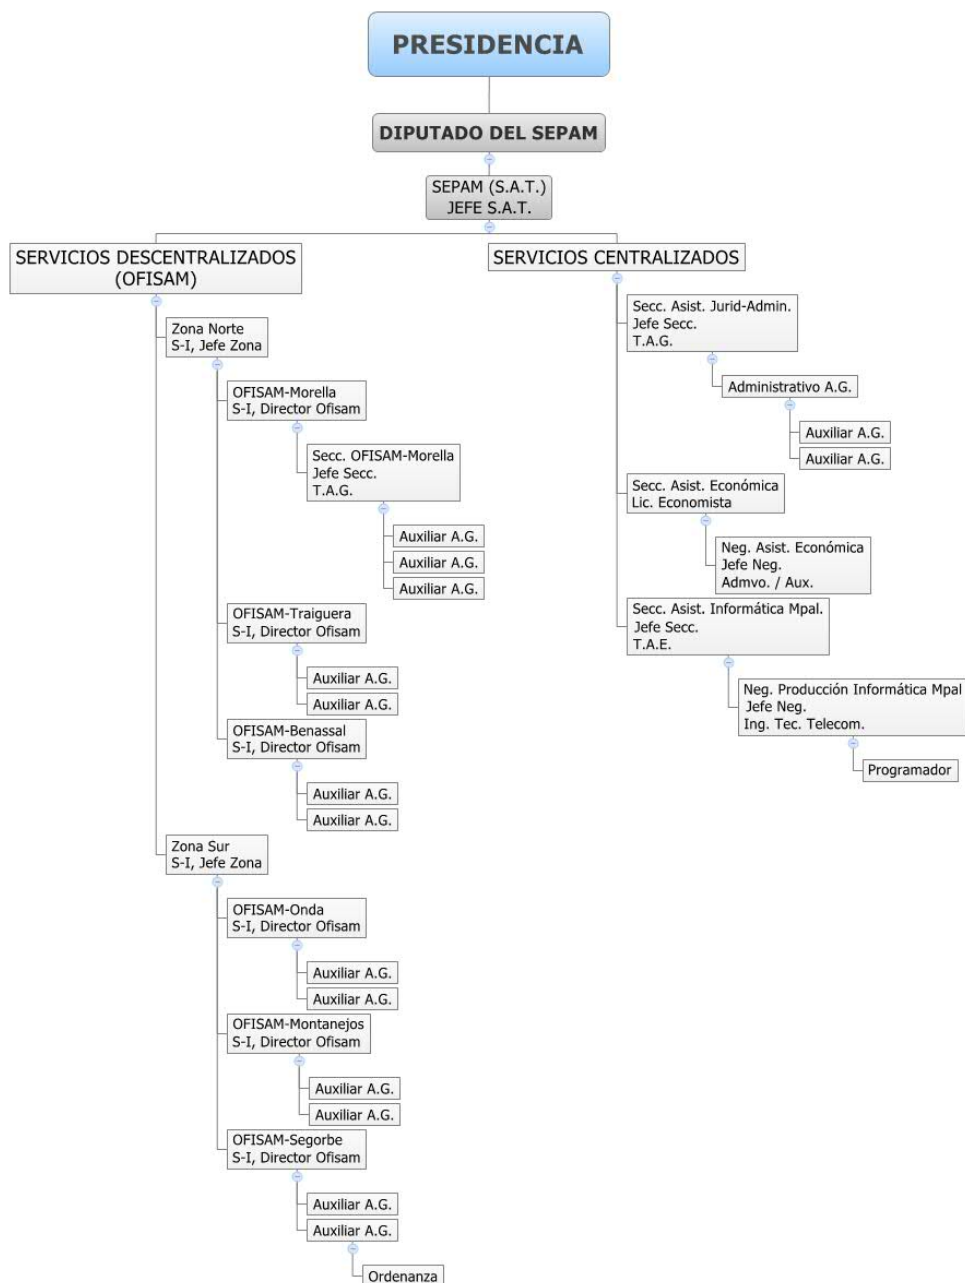 PRESIDENCIA
DIPUTADO DEL SEPAM
SEPAM (S.A.T.)
JEFE S.A.T.
SERVICIOS DESCENTRALIZADOS
(OFISAM)
Zona Norte
S-I, Jefe Zona
OFISAM-Morella
S-I, Director Ofisam
Secc. OFISAM-Morella
Jefe Secc.
T.A.G.
Auxiliar A.G.
Auxiliar A.G.
Auxiliar A.G.
OFISAM-Traiguera
S-I, Director Ofisam
Auxiliar A.G.
Auxiliar A.G.
OFISAM-Benassal
S-I, Director Ofisam
Auxiliar A.G.
Auxiliar A.G.
Zona Sur
S-I, Jefe Zona
OFISAM-Onda
S-I, Director Ofisam
Auxiliar A.G.
Auxiliar A.G.
OFISAM-Montanejos
S-I, Director Ofisam
Auxiliar A.G.
Auxiliar A.G.
OFISAM-Segorbe
S-I, Director Ofisam
Auxiliar A.G.
Auxiliar A.G.
Ordenanza
SERVICIOS CENTRALIZADOS
Secc. Asist. Jurid-Admin.
Jefe Secc.
T.A.G.
Administrativo A.G.
Auxiliar A.G.
Auxiliar A.G.
Secc. Asist. Económica
Lic. Economista
Neg. Asist. Económica
Jefe Neg.
Admvo. / Aux.
Secc. Asist. Informática Mpal.
Jefe Secc.
T.A.E.
Neg. Producción Informática Mpal
Jefe Neg.
Ing. Tec. Telecom.
Programador